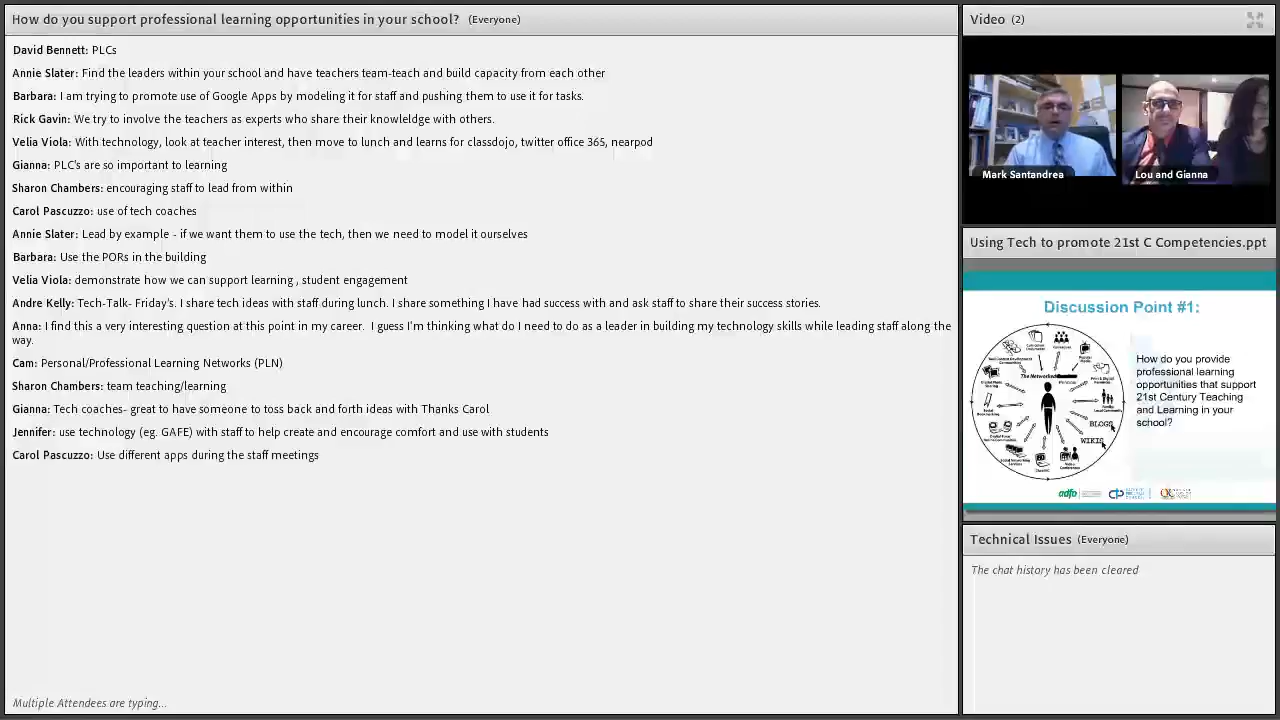 How do you support professional learning opportunities in your school? (Everyone)
David Bennett: PLCs
Annie Slater: Find the leaders within your school and have teachers team-teach and build capacity from each other
Barbara: I am trying to promote use of Google Apps by modeling it for staff and pushing them to use it for tasks.
Rick Gavin: We try to involve the teachers as experts who share their knowleldge with others.
Velia Viola: With technology, look at teacher interest, then move to lunch and learns for classdojo, twitter office 365, nearpod
Gianna: PLC's are so important to learning
Sharon Chambers: encouraging staff to lead from within
Carol Pascuzzo: use of tech coaches
Annie Slater: Lead by example - if we want them to use the tech, then we need to model it ourselves
Barbara: Use the PORs in the building
Velia Viola: demonstrate how we can support learning , student engagement
Andre Kelly: Tech-Talk- Friday's. I share tech ideas with staff during lunch. I share something I have had success with and ask staff to share their success stories.
Anna: I find this a very interesting question at this point in my career.  I guess I'm thinking what do I need to do as a leader in building my technology skills while leading staff along the
way.
Cam: Personal/Professional Learning Networks (PLN)
Sharon Chambers: team teaching/learning
Gianna: Tech coaches- great to have someone to toss back and forth ideas with Thanks Carol
Jennifer: use technology (eg. GAFE) with staff to help create and encourage comfort and use with students
Carol Pascuzzo: Use different apps during the staff meetings
Multiple Attendees are typing...
Video (2)
Mark Santandrea
Lou and Gianna
Using Tech to promote 21st C Competencies.ppt
Discussion Point #1:
The Networked
BLOGS
WIKIS
How do you provide
professional learning
opportunities that support
21st Century Teaching
and Learning in your
school?
adfo
Technical Issues (Everyone)
The chat history has been cleared